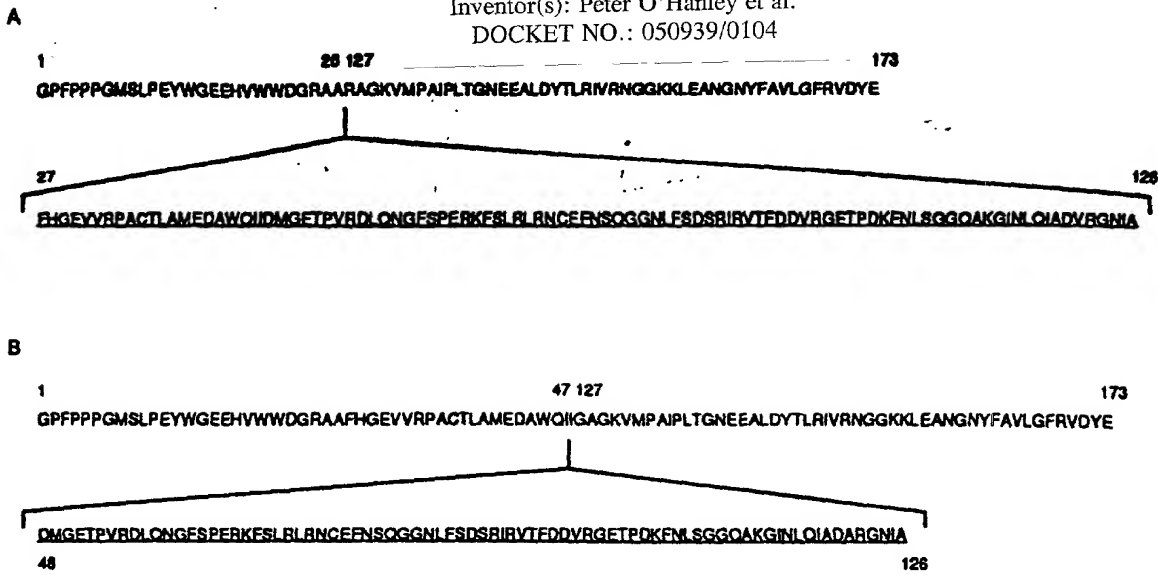 Inventor(s): Peter O'Hanley et al.
DOCKET NO.: 050939/0104
A
1 26 127 173
GPFPPPGMSLPEYWGEEHVWWDGRAARAGKVMPAIPLTGNEEALDYTLRIVRNGGKKLEANGNYFAVLGFRVDYE
27 126
FHGEVVRPACTLAMEDAWQIIDMGETPVRDLQNGFSPERKFSLRLRNCEFNSQGGNLFSDSRIRVTFDDVRGETPDKFNLSGGQAKGINLQIADVRGNIA
B
1 47 127 173
GPFPPPGMSLPEYWGEEHVWWDGRAAFHGEVVRPACTLAMEDAWQIIGAGKVMPAIPLTGNEEALDYTLRIVRNGGKKLEANGNYFAVLGFRVDYE
DMGETPVRDLQNGFSPERKFSLRLRNCEFNSQGGNLFSDSRIRVTFDDVRGETPDKFNLSGGQAKGINLQIADARGNIA
48 126